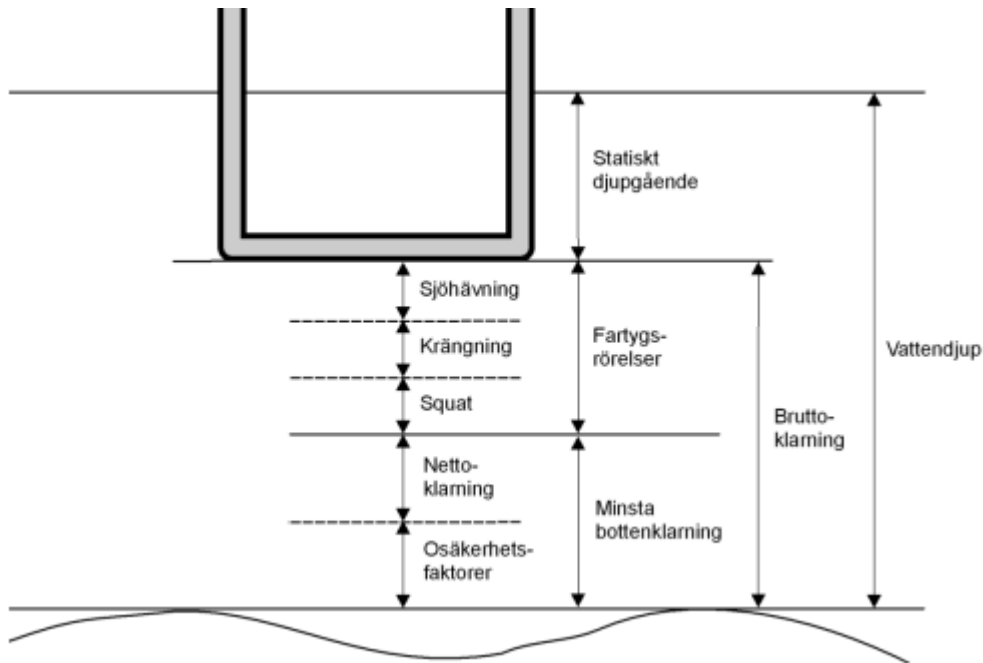 Statiskt
djupgående
Sjöhävning
Krängning
Squat
Fartygs-
rörelser
Vattendjup
Brutto-
klarning
Netto-
klarning
Minsta
bottenklarning
Osäkerhets-
faktorer